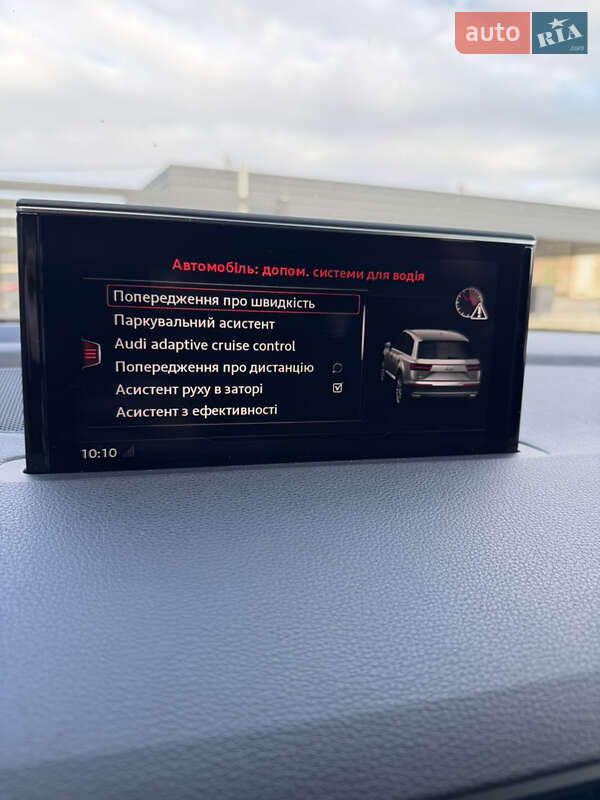 auto RIA .com
Автомобіль: допом. системи для водія
Попередження про швидкість
Паркувальний асистент
Audi adaptive cruise control
Попередження про дистанцію
Асистент руху в заторі
Асистент з ефективності
10:10